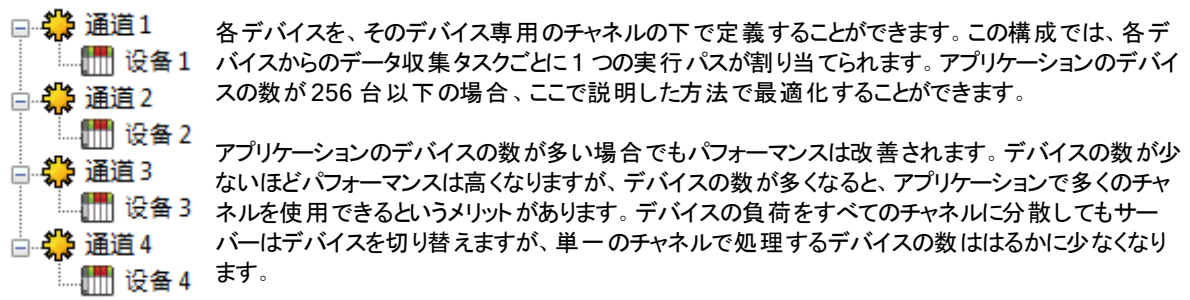 通道1
设备1
通道2
设备2
通道3
设备3
通道4
设备4
各デバイスを、そのデバイス専用のチャネルの下で定義することができます。この構成では、各デ
バイスからのデータ収集タスクごとに1 つの実行パスが割り当てられます。アプリケーションのデバイ
スの数が 256 台以下の場合、ここで説明した方法で最適化することができます。
アプリケーションのデバイスの数が多い場合でもパフォーマンスは改善されます。デバイスの数が少
ないほどパフォーマンスは高くなりますが、デバイスの数が多くなると、アプリケーションで多くのチャ
ネルを使用できるというメリットがあります。デバイスの負荷をすべてのチャネルに分散してもサー
バーはデバイスを切り替えますが、単一のチャネルで処理するデバイスの数ははるかに少なくなり
ます。